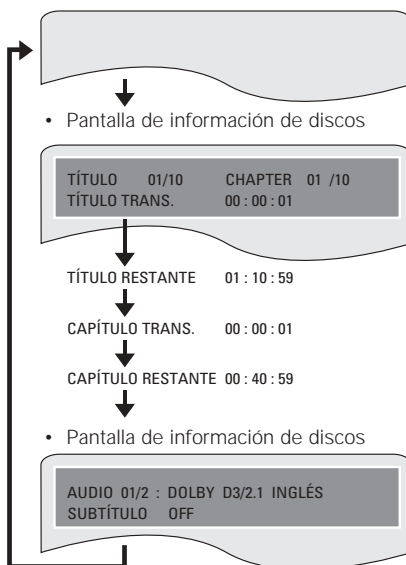 • Pantalla de información de discos
TÍTULO 01/10 CHAPTER 01 /10
TÍTULO TRANS. 00 : 00 : 01
TÍTULO RESTANTE 01 : 10 : 59
CAPÍTULO TRANS. 00 : 00 : 01
CAPÍTULO RESTANTE 00 : 40 : 59
• Pantalla de información de discos
AUDIO 01/2 : DOLBY D3/2.1 INGLÉS
SUBTÍTULO OFF